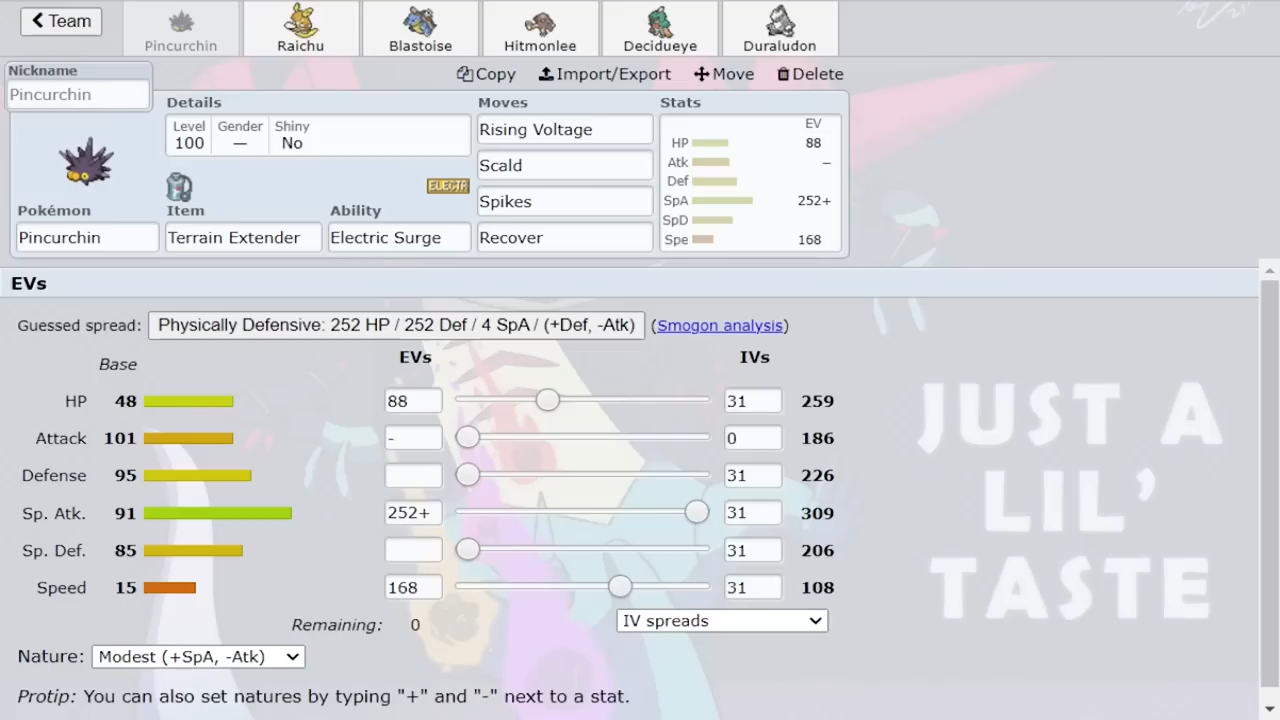 Team
Pincurchin
Raichu
Blastoise
Hitmonlee
Decidueye
Duraludon
Nickname
Pincurchin
Copy
Import/Export
Move
Delete
Details
Moves
Stats
Level
Gender
Shiny
100
—
No
Rising Voltage
Scald
Spikes
Recover
EV
HP 88
Atk –
Def
SpA 252+
SpD
Spe 168
ELECTR
Pokémon
Item
Ability
Pincurchin
Terrain Extender
Electric Surge
EVs
Guessed spread: Physically Defensive: 252 HP / 252 Def / 4 SpA / (+Def, -Atk) (Smogon analysis)
Base EVs IVs
HP 48 88 31 259
Attack 101 - 0 186
Defense 95 31 226
Sp. Atk. 91 252+ 31 309
Sp. Def. 85 31 206
Speed 15 168 31 108
Remaining: 0
IV spreads
Nature: Modest (+SpA, -Atk)
Protip: You can also set natures by typing "+" and "-" next to a stat.
JUST A
LIL'
TASTE